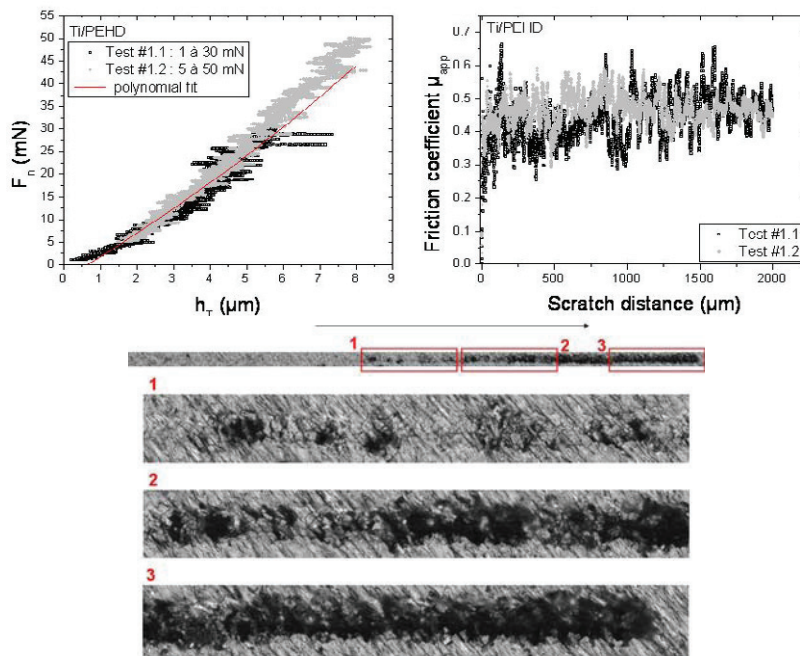 Ti/PEHD
Test #1.1 : 1 à 30 mN
Test #1.2 : 5 à 50 mN
polynomial fit
55
50
45
40
35
30
25
20
15
10
5
0
F_n (mN)
0 1 2 3 4 5 6 7 8 9
h_T (µm)
Ti/PEHD
0.7
0.6
0.5
0.4
0.3
0.2
0.1
0.0
Friction coefficient µ_app
Test #1.1
Test #1.2
0 500 1000 1500 2000
Scratch distance (µm)
1 2 3
1
2
3